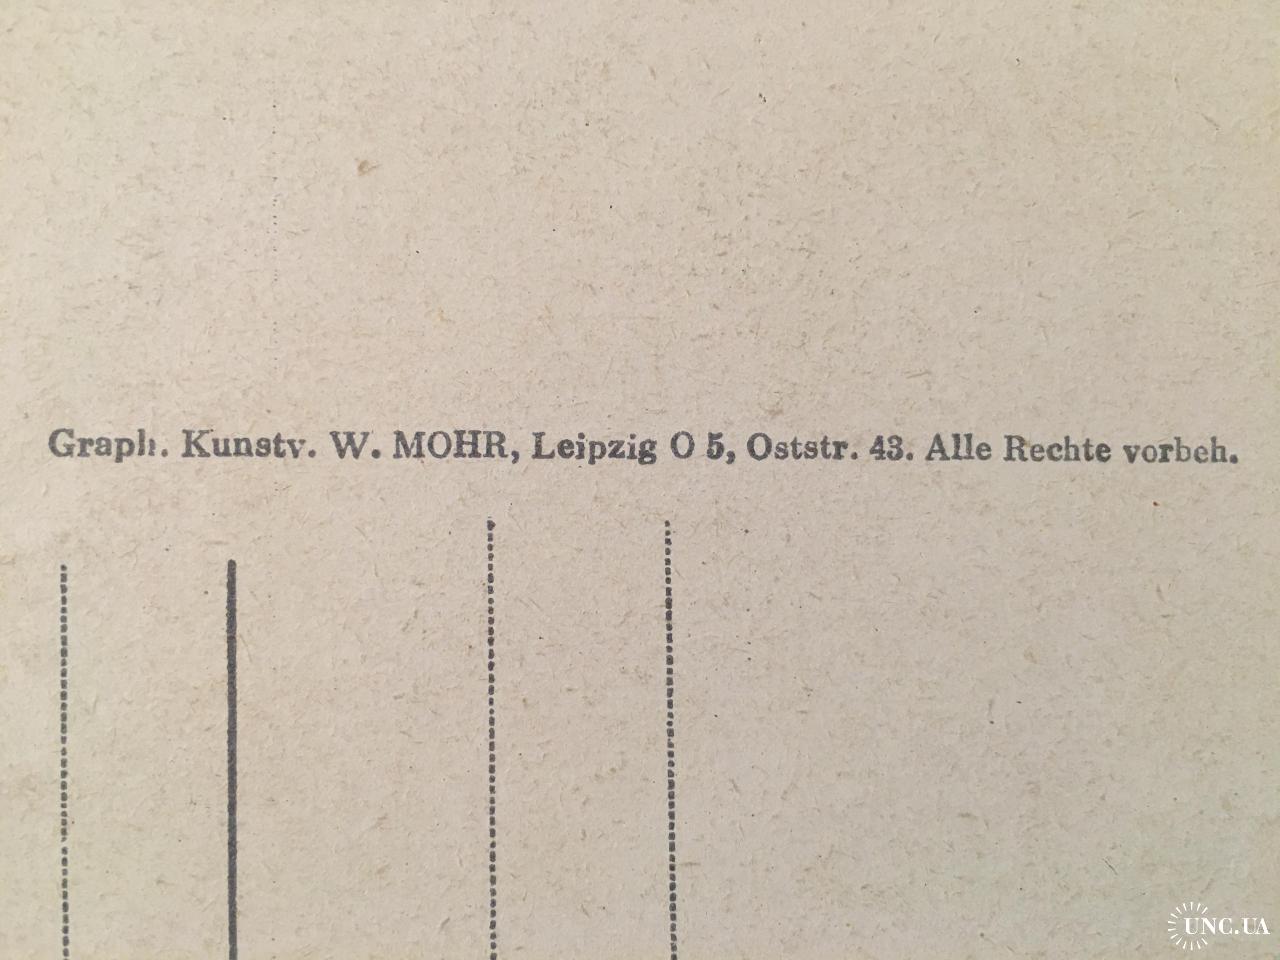 Graph. Kunstv. W. MOHR, Leipzig O 5, Oststr. 43. Alle Rechte vorbeh.
UNC.UA